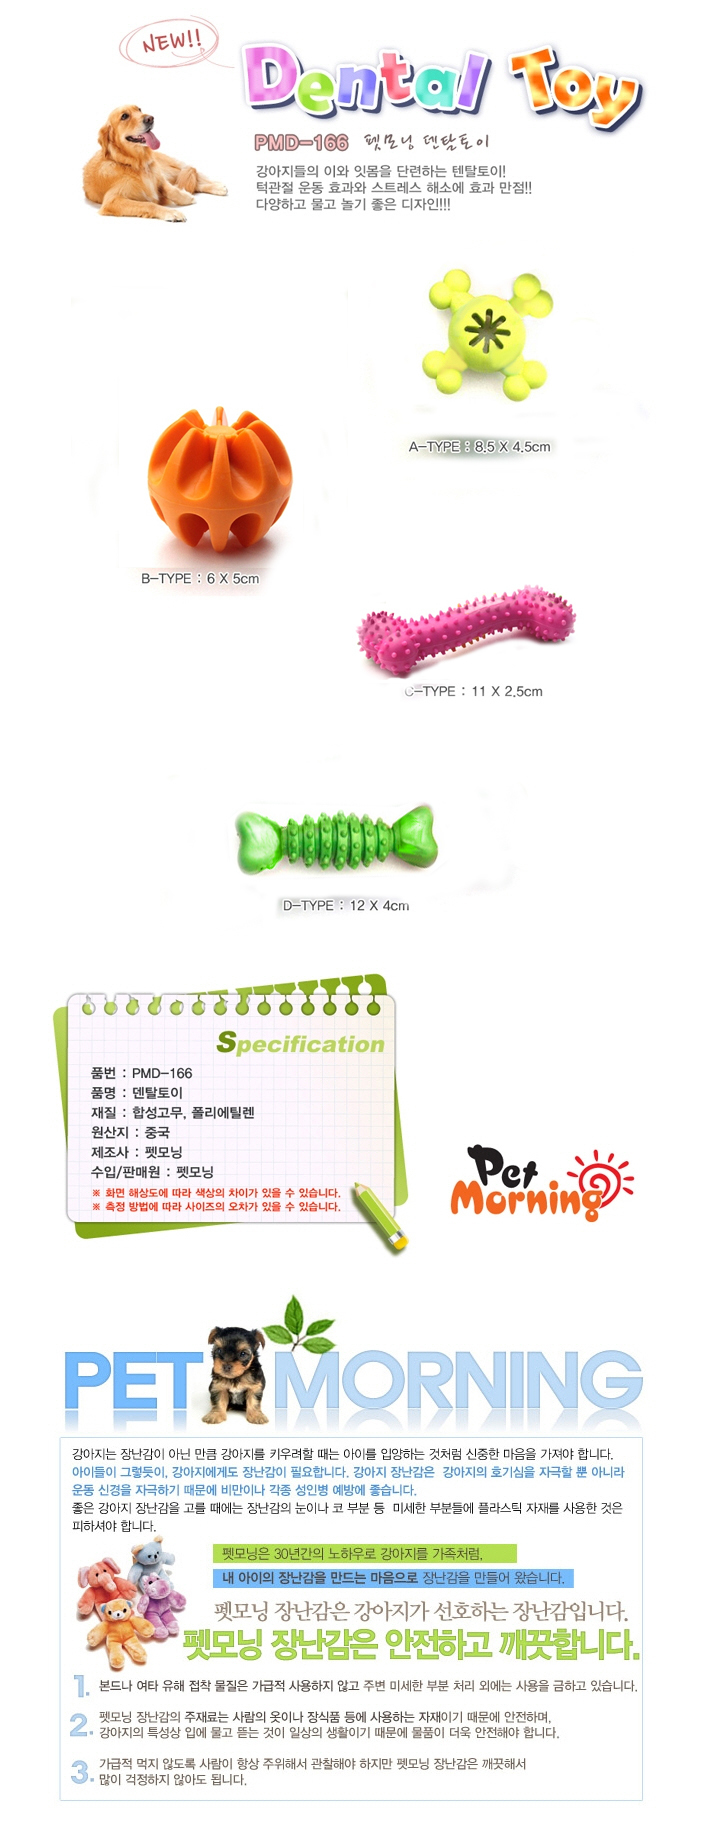 NEW!!
Dental Toy
PMD-166 펫모닝 덴탈토이
강아지들의 이와 잇몸을 단련하는 텐탈토이!
턱관절 운동 효과와 스트레스 해소에 효과 만점!!
다양하고 물고 놀기 좋은 디자인!!!
A-TYPE : 8.5 X 4.5cm
B-TYPE : 6 X 5cm
C-TYPE : 11 X 2.5cm
D-TYPE : 12 X 4cm
Specification
품번 : PMD-166
품명 : 덴탈토이
재질 : 합성고무, 폴리에틸렌
원산지 : 중국
제조사 : 펫모닝
수입/판매원 : 펫모닝
※ 화면 해상도에 따라 색상의 차이가 있을 수 있습니다.
※ 측정 방법에 따라 사이즈의 오차가 있을 수 있습니다.
Pet
Morning
PET MORNING
강아지는 장난감이 아닌 만큼 강아지를 키우려할 때는 아이를 입양하는 것처럼 신중한 마음을 가져야 합니다.
아이들이 그렇듯이, 강아지에게도 장난감이 필요합니다. 강아지 장난감은 강아지의 호기심을 자극할 뿐 아니라
운동 신경을 자극하기 때문에 비만이나 각종 성인병 예방에 좋습니다.
좋은 강아지 장난감을 고를 때에는 장난감의 눈이나 코 부분 등 미세한 부분들에 플라스틱 자재를 사용한 것은
피하셔야 합니다.
펫모닝은 30년간의 노하우로 강아지를 가족처럼,
내 아이의 장난감을 만드는 마음으로 장난감을 만들어 왔습니다.
펫모닝 장난감은 강아지가 선호하는 장난감입니다.
펫모닝 장난감은 안전하고 깨끗합니다.
1. 본드나 여타 유해 접착 물질은 가급적 사용하지 않고 주변 미세한 부분 처리 외에는 사용을 금하고 있습니다.
2. 펫모닝 장난감의 주재료는 사람의 옷이나 장식품 등에 사용하는 자재이기 때문에 안전하며,
강아지의 특성상 입에 물고 뜯는 것이 일상의 생활이기 때문에 물품이 더욱 안전해야 합니다.
3. 가급적 먹지 않도록 사람이 항상 주위해서 관찰해야 하지만 펫모닝 장난감은 깨끗해서
많이 걱정하지 않아도 됩니다.